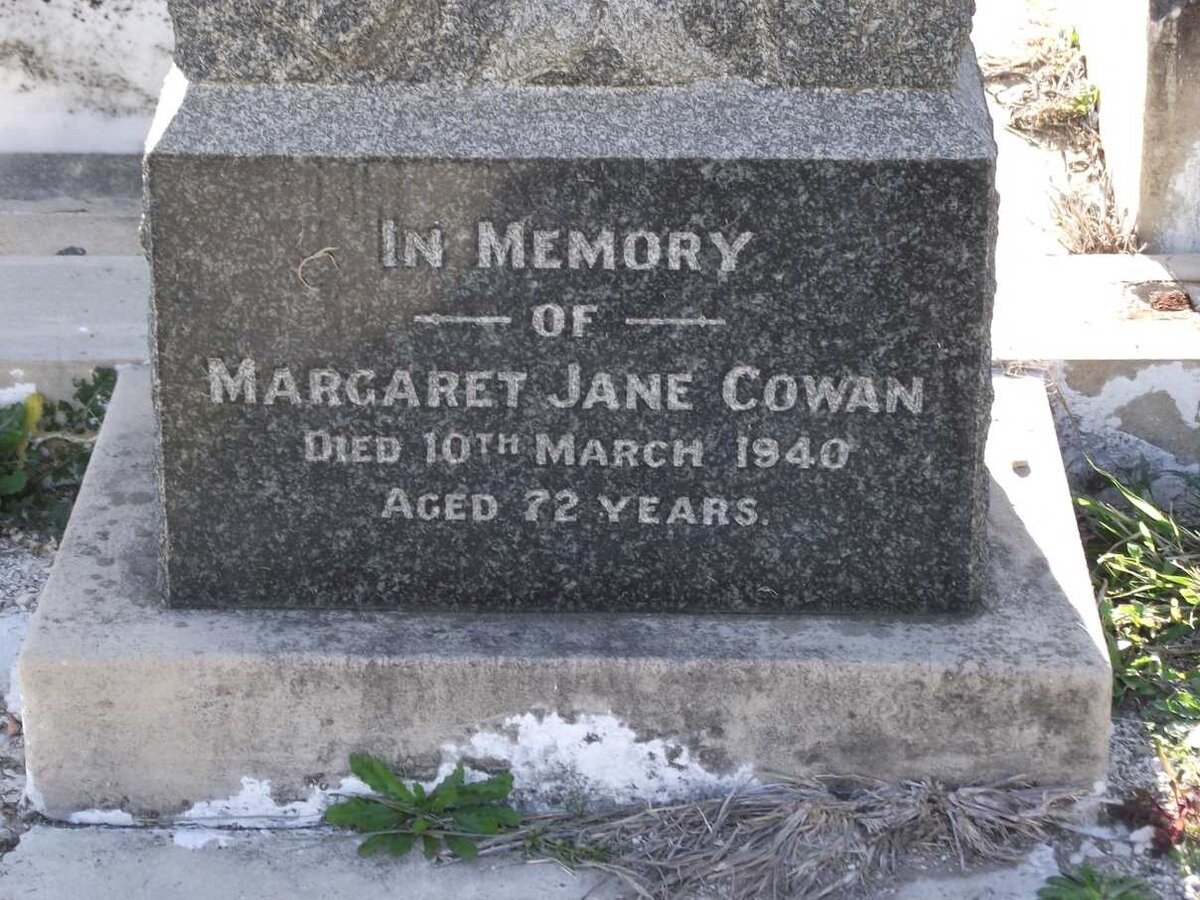 IN MEMORY
OF
MARGARET JANE COWAN
DIED 10TH MARCH 1940
AGED 72 YEARS.